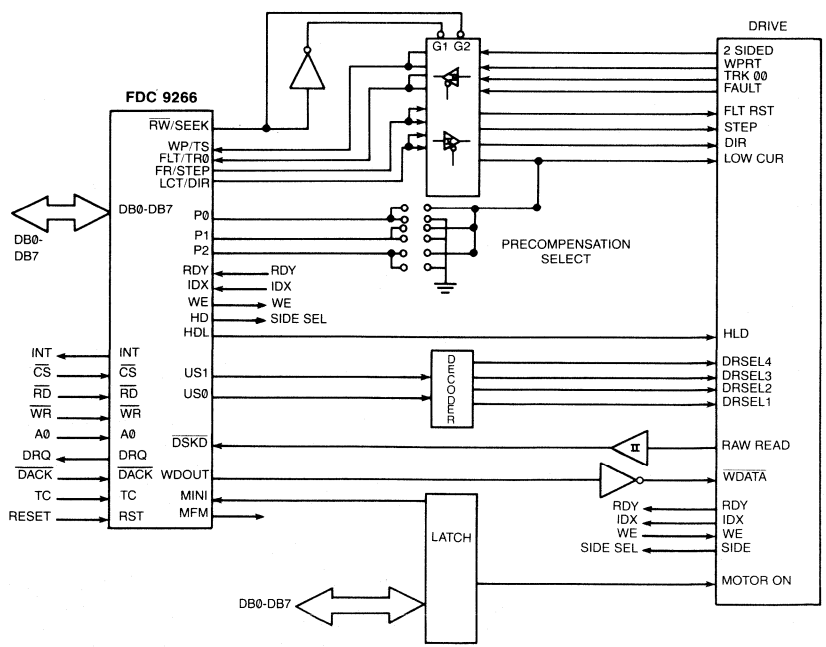 DRIVE
G1 G2
2 SIDED
WPRT
TRK 00
FAULT
FLT RST
STEP
DIR
LOW CUR
FDC 9266
RW/SEEK
WP/TS
FLT/TR0
FR/STEP
LCT/DIR
DB0-DB7
DB0-
DB7
P0
P1
P2
PRECOMPENSATION
SELECT
RDY RDY
IDX IDX
WE WE
HD SIDE SEL
HDL
HLD
INT INT
CS CS
RD RD
WR WR
A0 A0
DRQ DRQ
DACK DACK
TC TC
RESET RST
US1
US0
DECODER
DRSEL4
DRSEL3
DRSEL2
DRSEL1
DSKD
RAW READ
WDOUT
WDATA
MINI
MFM
LATCH
RDY RDY
IDX IDX
WE WE
SIDE SEL SIDE
MOTOR ON
DB0-DB7